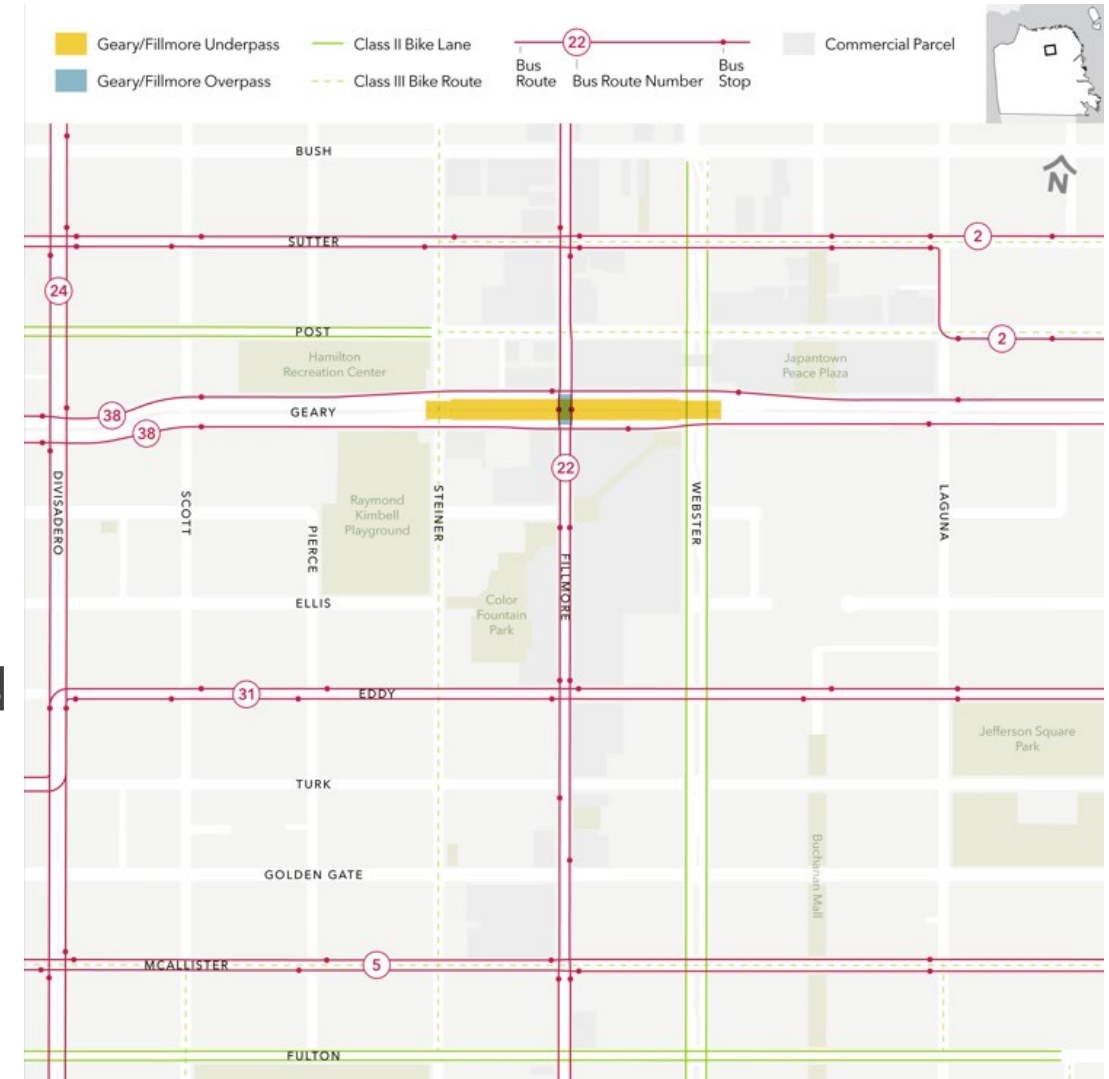 Geary/Fillmore Underpass
Class II Bike Lane
22
Commercial Parcel
Geary/Fillmore Overpass
Class III Bike Route
Bus
Route
Bus Route Number
Bus
Stop
BUSH
N
SUTTER
2
24
POST
2
Hamilton
Recreation Center
Japantown
Peace Plaza
38
GEARY
38
22
DIVISADERO
SCOTT
PIERCE
Raymond
Kimbell
Playground
STEINER
FILLMORE
WEBSTER
LAGUNA
ELLIS
Color
Fountain
Park
31
EDDY
Jefferson Square
Park
TURK
Buchanan Mall
GOLDEN GATE
MCALLISTER
5
FULTON